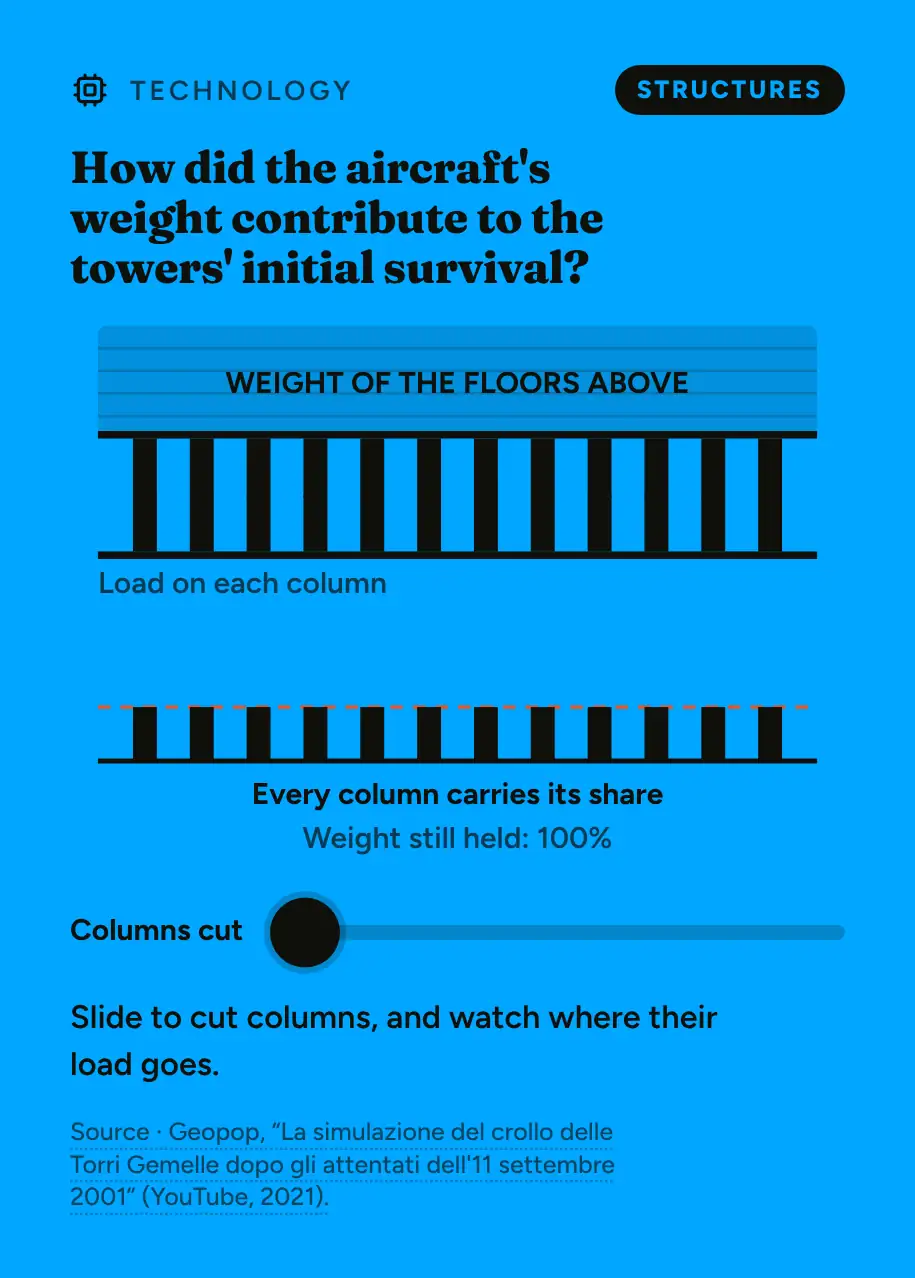 TECHNOLOGY
STRUCTURES
How did the aircraft's
weight contribute to the
towers' initial survival?
WEIGHT OF THE FLOORS ABOVE
Load on each column
Every column carries its share
Weight still held: 100%
Columns cut
Slide to cut columns, and watch where their
load goes.
Source · Geopop, “La simulazione del crollo delle
Torri Gemelle dopo gli attentati dell'11 settembre
2001” (YouTube, 2021).